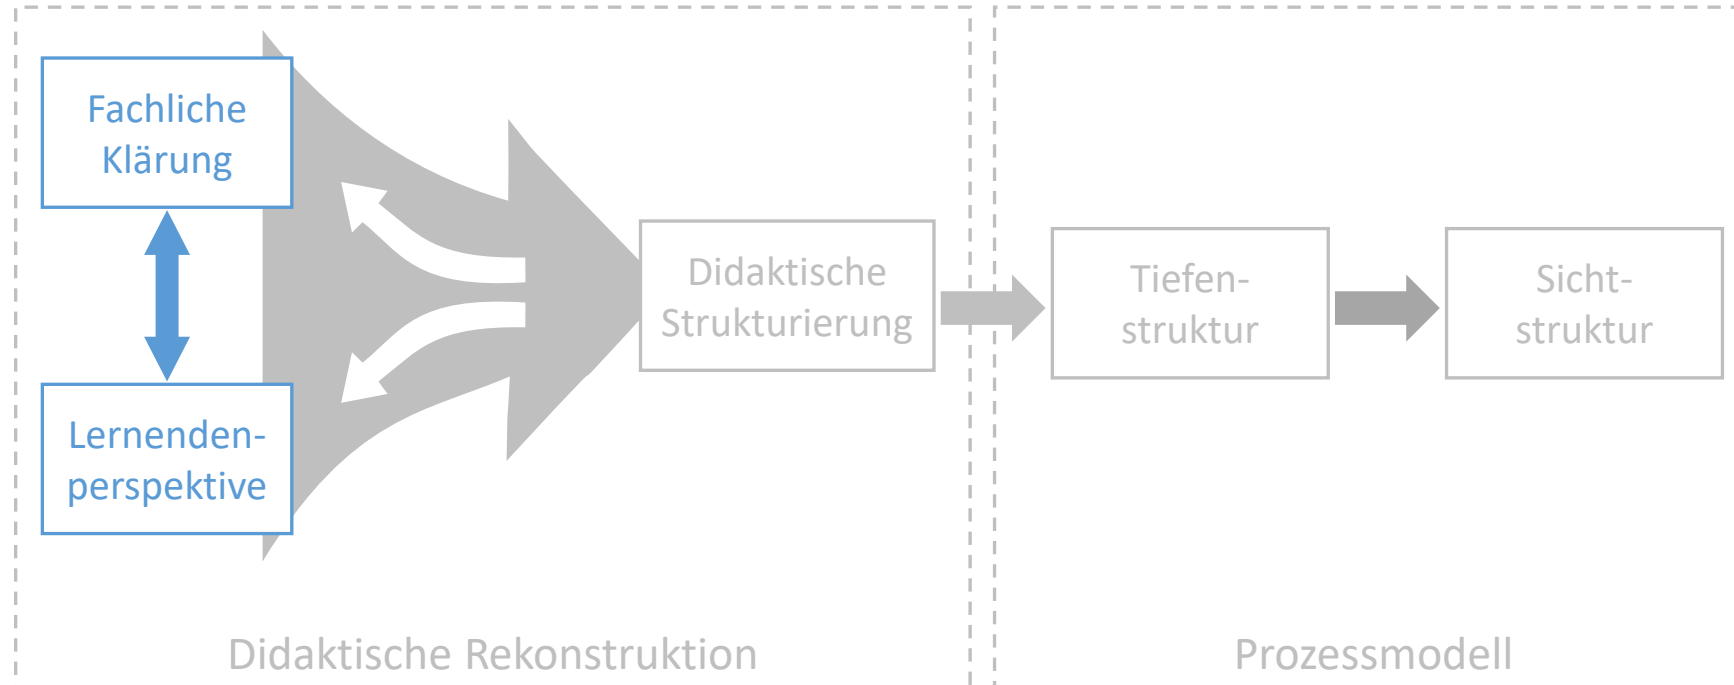 Fachliche
Klärung
Lernenden-
perspektive
Didaktische
Strukturierung
Tiefen-
struktur
Sicht-
struktur
Didaktische Rekonstruktion
Prozessmodell